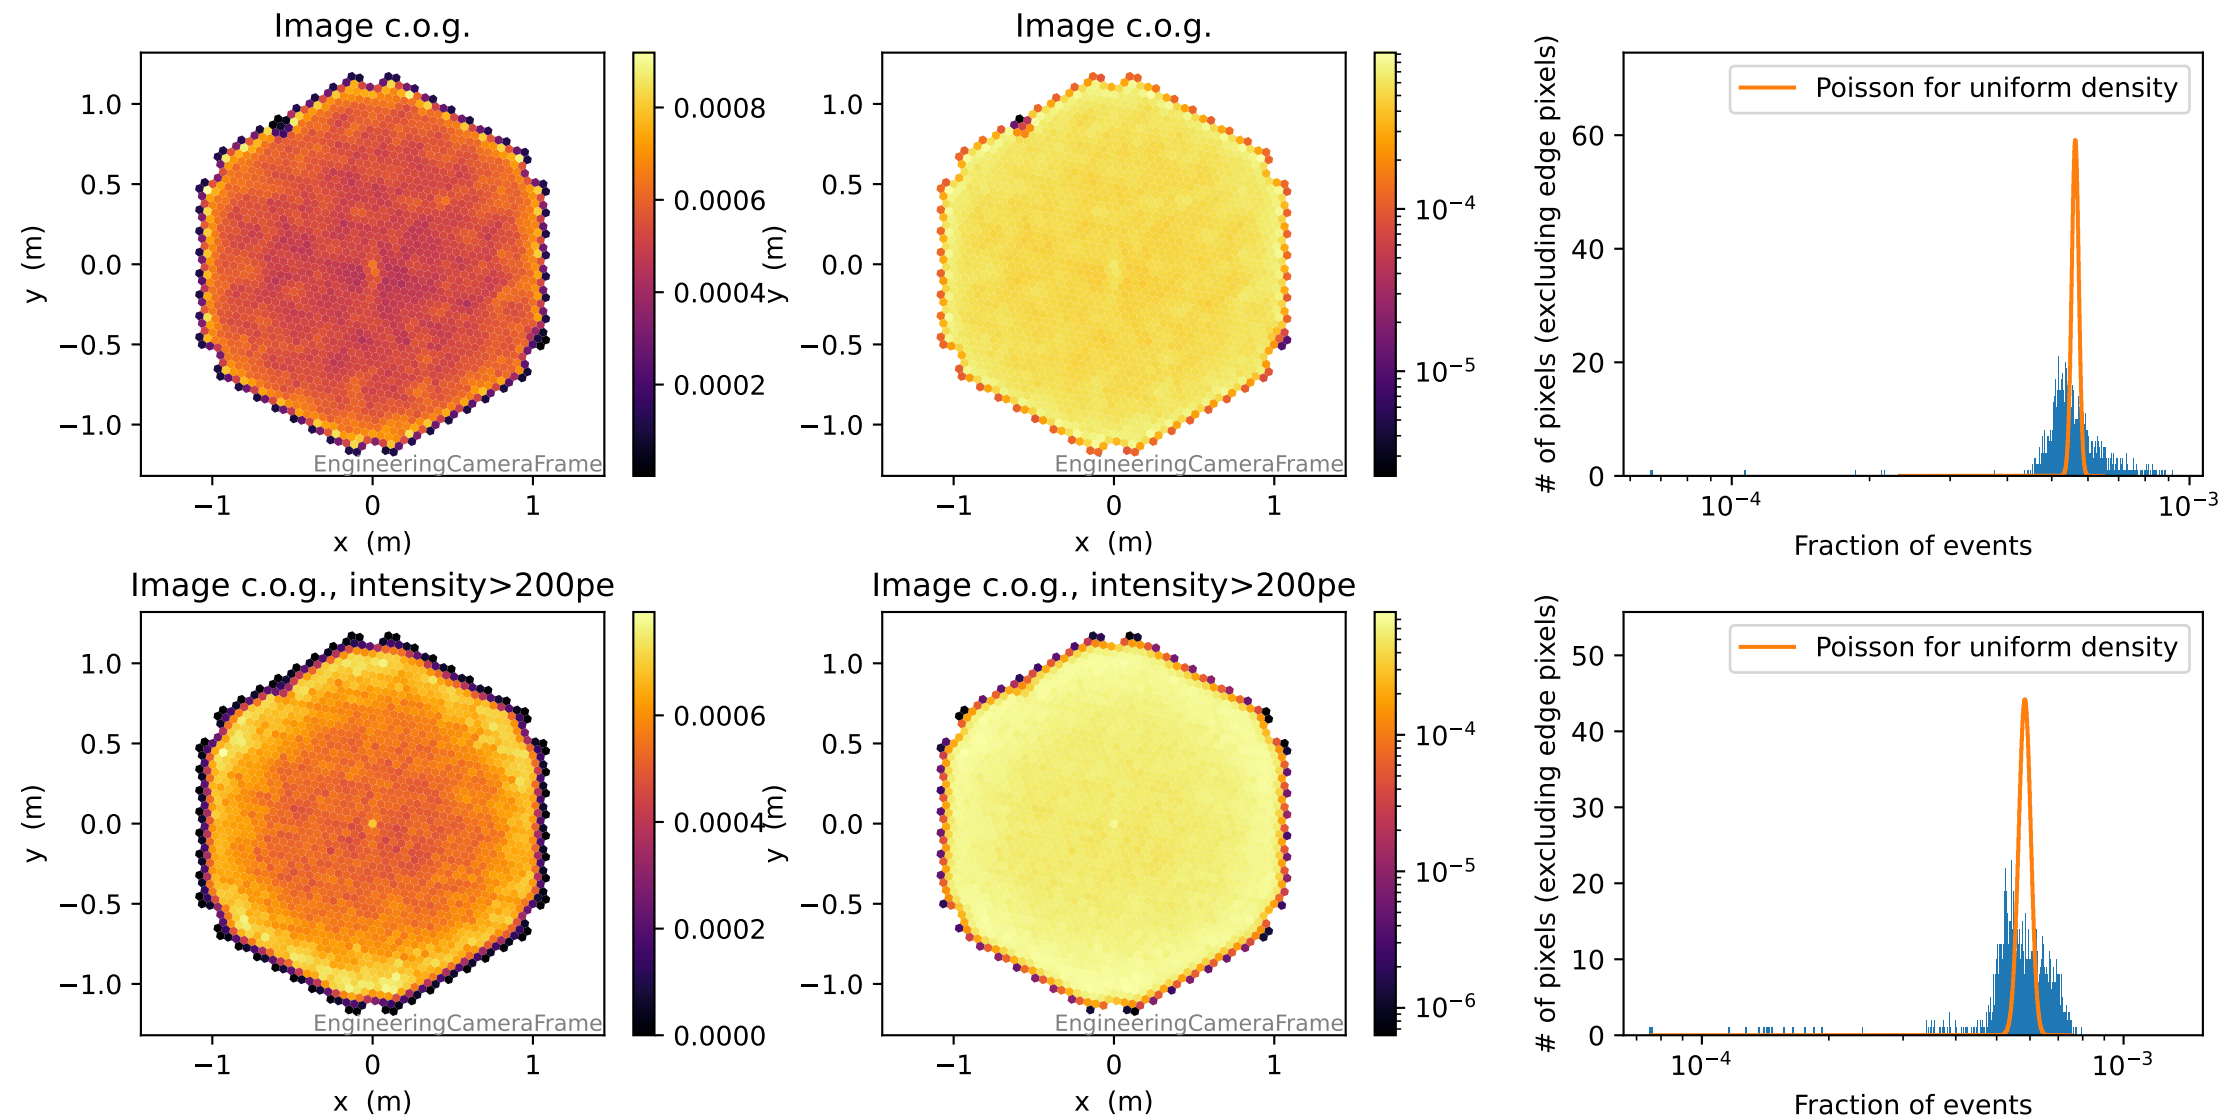 Image c.o.g.
1.0
0.5
0.0
−0.5
−1.0
y (m)
−1
0
1
x (m)
EngineeringCameraFrame
0.0008
0.0006
0.0004
0.0002
Image c.o.g.
1.0
0.5
0.0
−0.5
−1.0
y (m)
−1
0
1
x (m)
EngineeringCameraFrame
10⁻⁴
10⁻⁵
# of pixels (excluding edge pixels)
60
40
20
0
Poisson for uniform density
10⁻⁴
10⁻³
Fraction of events
Image c.o.g., intensity>200pe
1.0
0.5
0.0
−0.5
−1.0
y (m)
−1
0
1
x (m)
EngineeringCameraFrame
0.0006
0.0004
0.0002
0.0000
Image c.o.g., intensity>200pe
1.0
0.5
0.0
−0.5
−1.0
y (m)
−1
0
1
x (m)
EngineeringCameraFrame
10⁻⁴
10⁻⁵
10⁻⁶
# of pixels (excluding edge pixels)
50
40
30
20
10
0
Poisson for uniform density
10⁻⁴
10⁻³
Fraction of events